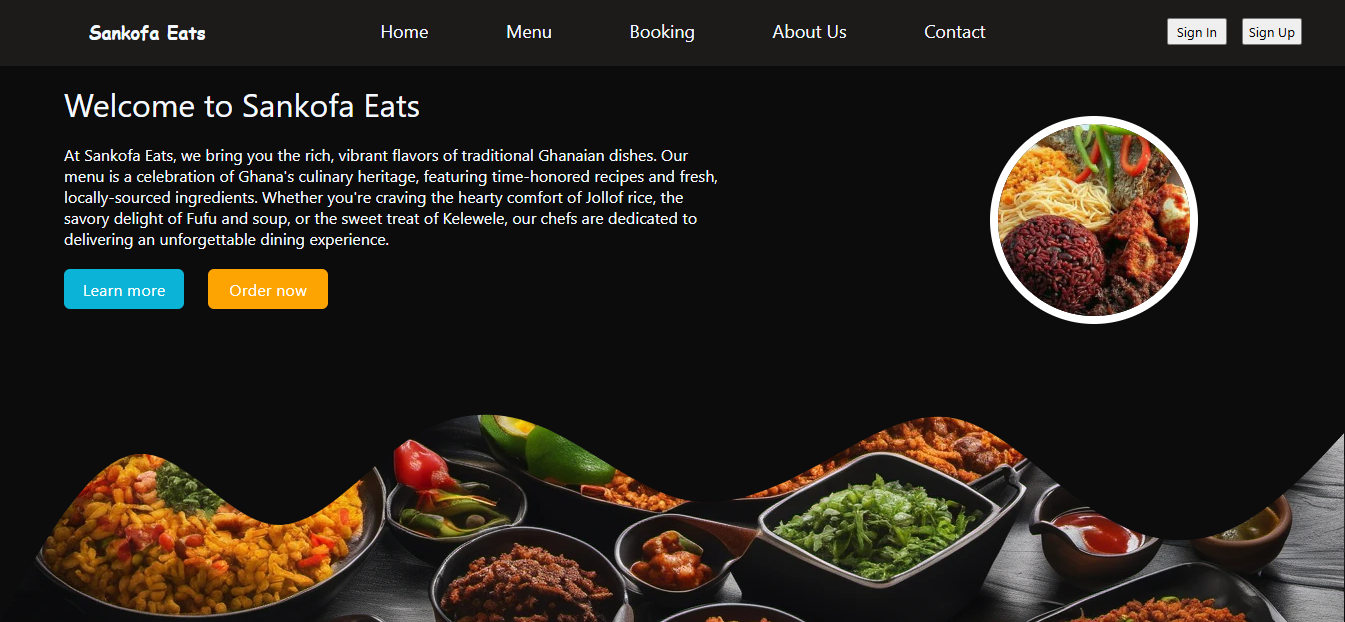 Sankofa Eats
Home Menu Booking About Us Contact
Sign In Sign Up
Welcome to Sankofa Eats
At Sankofa Eats, we bring you the rich, vibrant flavors of traditional Ghanaian dishes. Our
menu is a celebration of Ghana's culinary heritage, featuring time-honored recipes and fresh,
locally-sourced ingredients. Whether you're craving the hearty comfort of Jollof rice, the
savory delight of Fufu and soup, or the sweet treat of Kelewele, our chefs are dedicated to
delivering an unforgettable dining experience.
Learn more Order now